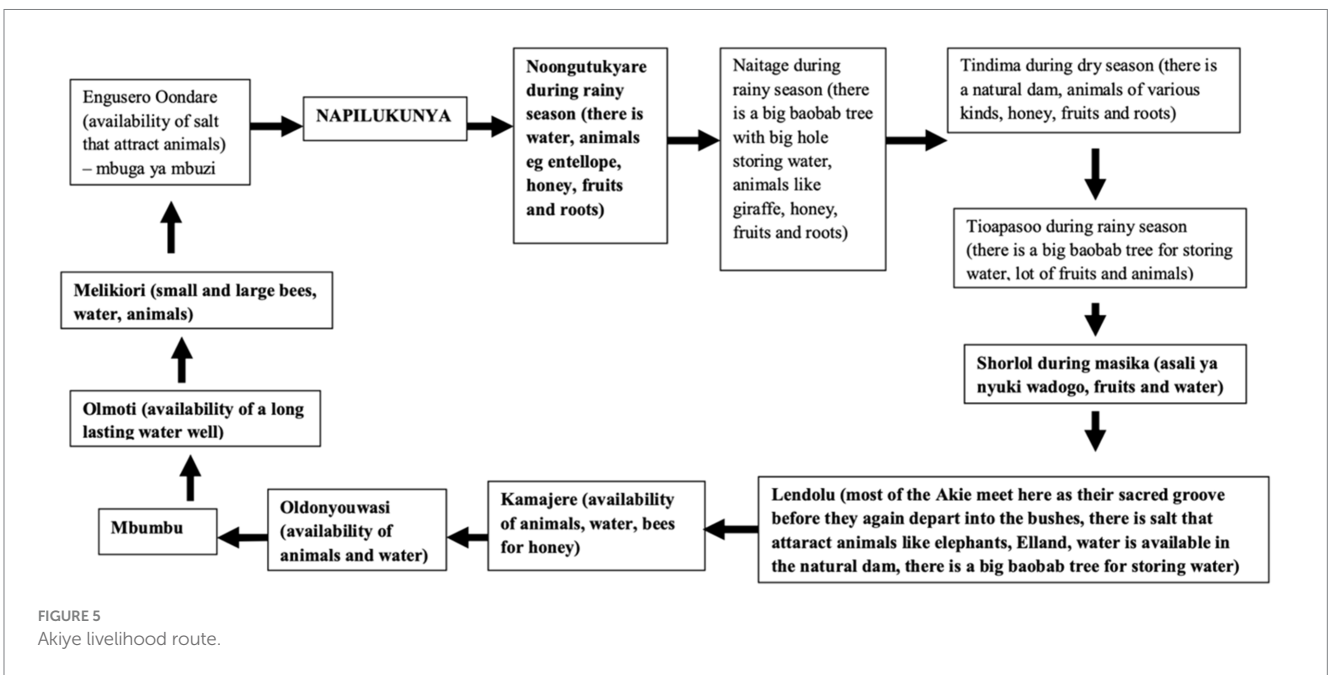 Engusero Oondare
(availability of salt
that attract animals)
– mbuga ya mbuzi
NAPILUKUNYA
Noongutukyare
during rainy
season (there is
water, animals
eg entellope,
honey, fruits
and roots)
Naitage during
rainy season (there
is a big baobab tree
with big hole
storing water,
animals like
giraffe, honey,
fruits and roots)
Tindima during dry season (there is
a natural dam, animals of various
kinds, honey, fruits and roots)
Tioapasoo during rainy season
(there is a big baobab tree for storing
water, lot of fruits and animals)
Shorlol during masika (asali ya
nyuki wadogo, fruits and water)
Lendolu (most of the Akie meet here as their sacred groove
before they again depart into the bushes, there is salt that
attaract animals like elephants, Elland, water is available in
the natural dam, there is a big baobab tree for storing water)
Kamajere (availability
of animals, water, bees
for honey)
Oldonyouwasi
(availability of
animals and water)
Mbumbu
Olmoti (availability of a long
lasting water well)
Melikiori (small and large bees,
water, animals)
FIGURE 5
Akiye livelihood route.